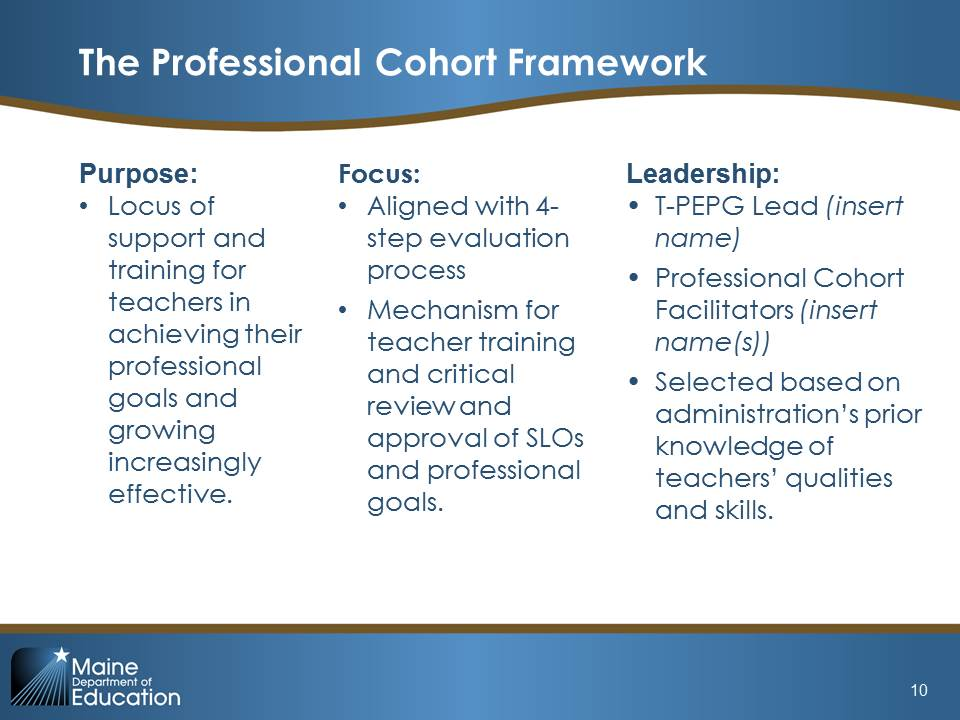 The Professional Cohort Framework
Purpose:
• Locus of
support and
training for
teachers in
achieving their
professional
goals and
growing
increasingly
effective.
Focus:
• Aligned with 4-
step evaluation
process
• Mechanism for
teacher training
and critical
review and
approval of SLOs
and professional
goals.
Leadership:
• T-PEPG Lead (insert
name)
• Professional Cohort
Facilitators (insert
name(s))
• Selected based on
administration’s prior
knowledge of
teachers’ qualities
and skills.
Maine
Department of
Education
10